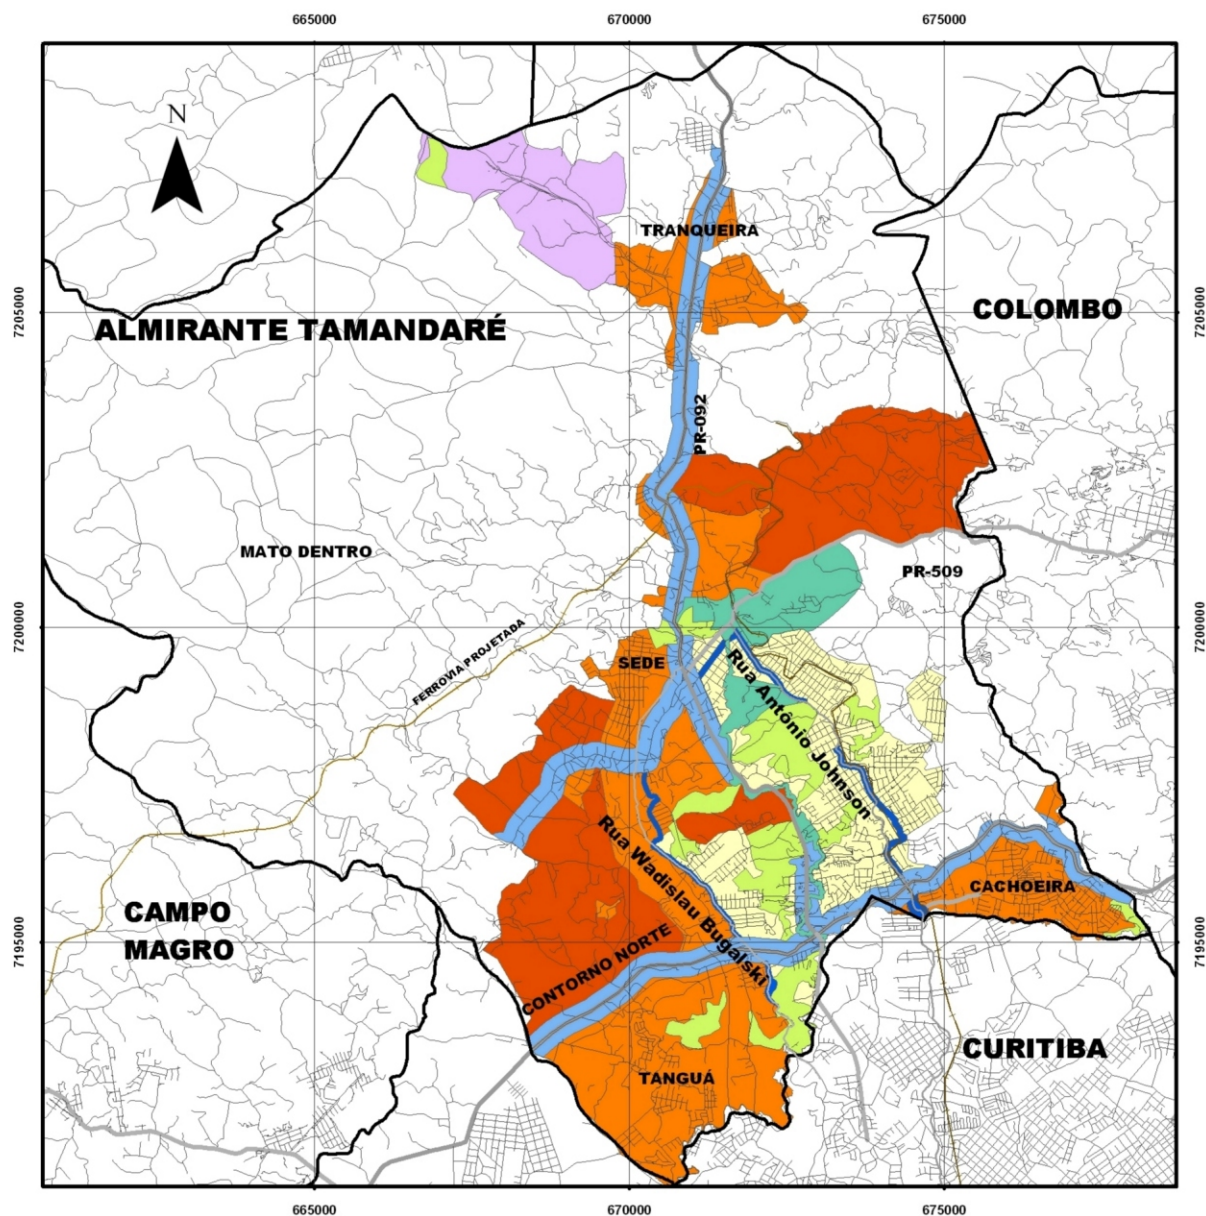 665000
670000
675000
N
TRANQUEIRA
7205000
7205000
ALMIRANTE TAMANDARÉ
COLOMBO
PR-092
MATO DENTRO
PR-509
7200000
7200000
FERROVIA PROJETADA
SEDE
Rua Antônio Johnson
Rua Wadislau Bugalski
CACHOEIRA
CAMPO
MAGRO
7195000
7195000
CONTORNO NORTE
CURITIBA
TANGUÁ
665000
670000
675000